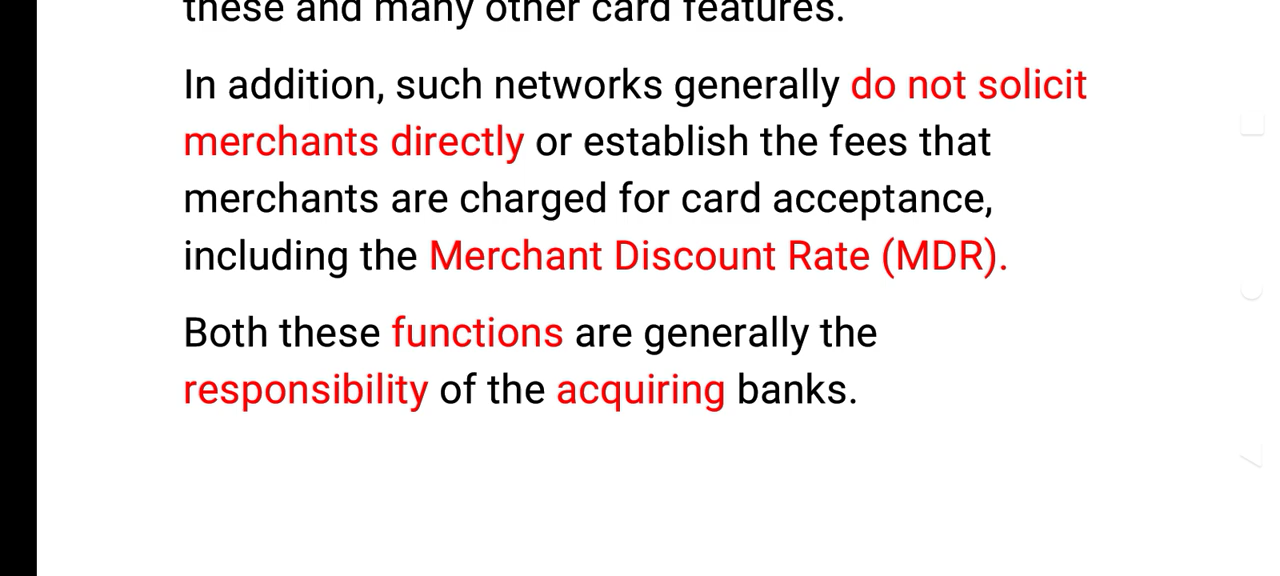 these and many other card features.
In addition, such networks generally do not solicit
merchants directly or establish the fees that
merchants are charged for card acceptance,
including the Merchant Discount Rate (MDR).
Both these functions are generally the
responsibility of the acquiring banks.